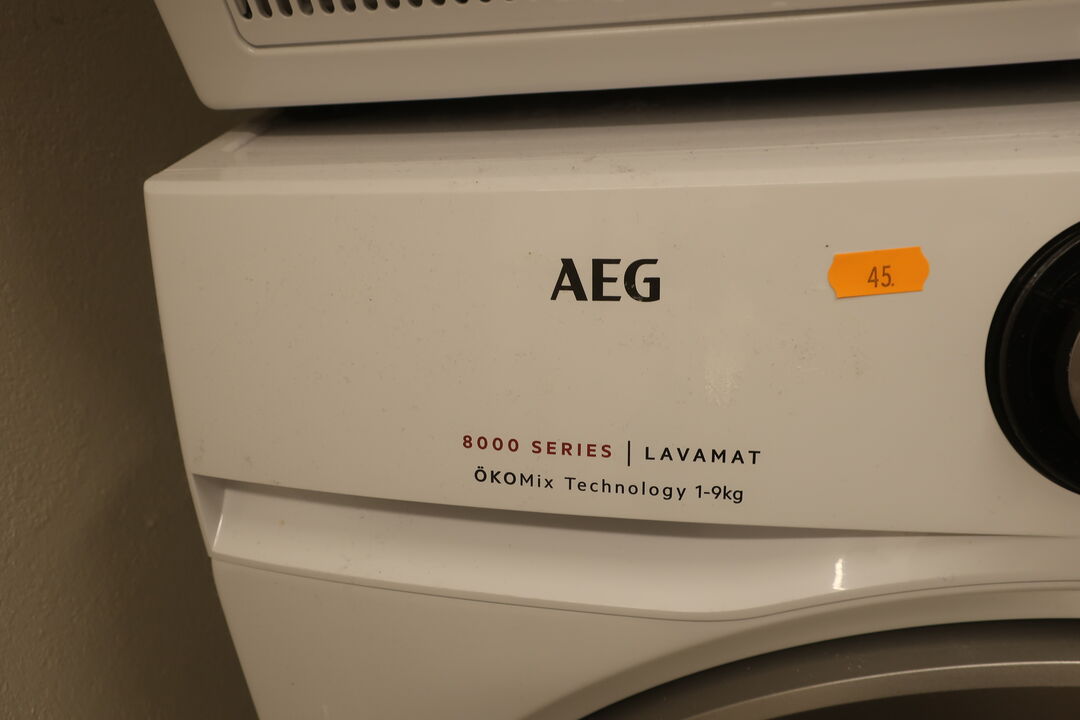 AEG
45.
8000 SERIES | LAVAMAT
ÖKOMix Technology 1-9kg